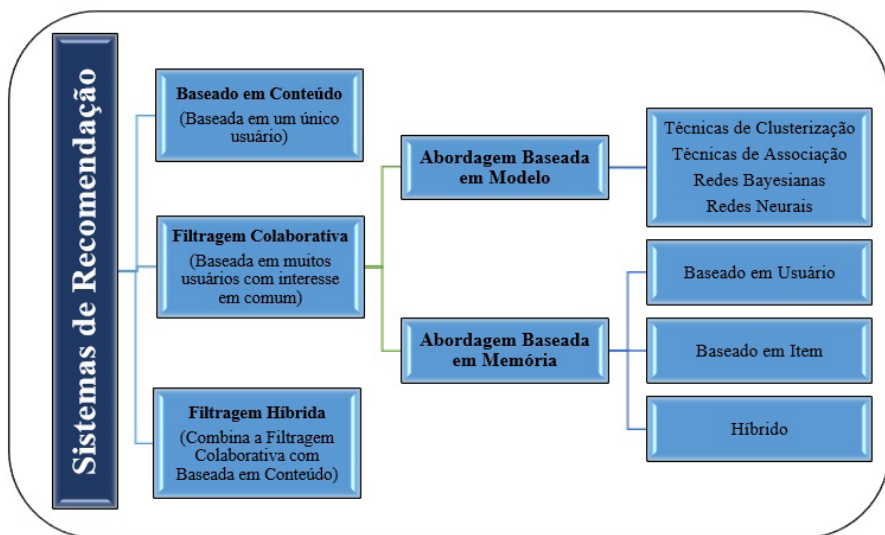 Sistemas de Recomendação
Baseado em Conteúdo
(Baseada em um único
usuário)
Filtragem Colaborativa
(Baseada em muitos
usuários com interesse
em comum)
Filtragem Híbrida
(Combina a Filtragem
Colaborativa com
Baseada em Conteúdo)
Abordagem Baseada
em Modelo
Abordagem Baseada
em Memória
Técnicas de Clusterização
Técnicas de Associação
Redes Bayesianas
Redes Neurais
Baseado em Usuário
Baseado em Item
Híbrido